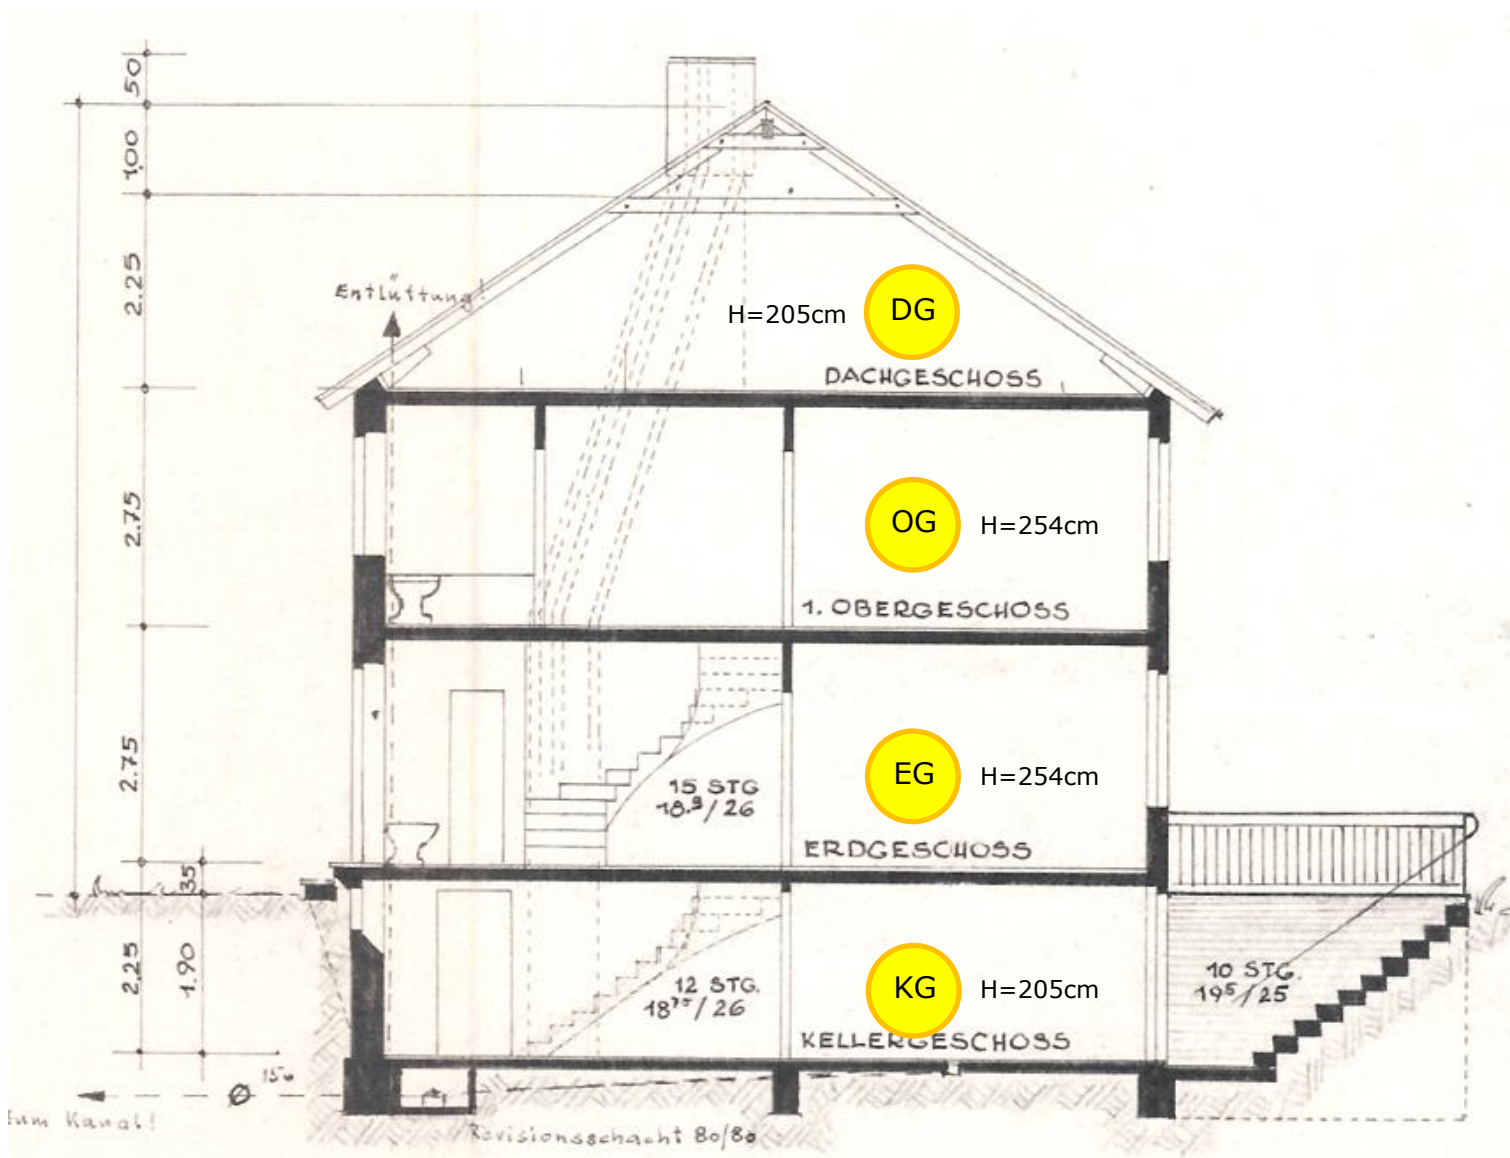 50
1.00
2.25
Entlüftung
H=205cm
DG
DACHGESCHOSS
2.75
OG
H=254cm
1. OBERGESCHOSS
2.75
15 STG
18.9/26
EG
H=254cm
ERDGESCHOSS
35
2.25
1.90
12 STG.
18⁷⁵/26
KG
H=205cm
KELLERGESCHOSS
10 STG.
19⁵/25
Ø
zum Kanal!
Revisionsschacht 80/80